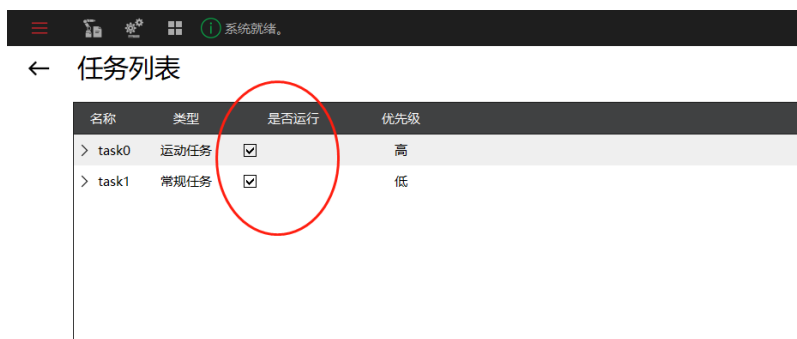 系统就绪。
任务列表
名称 类型 是否运行 优先级
task0 运动任务 高
task1 常规任务 低